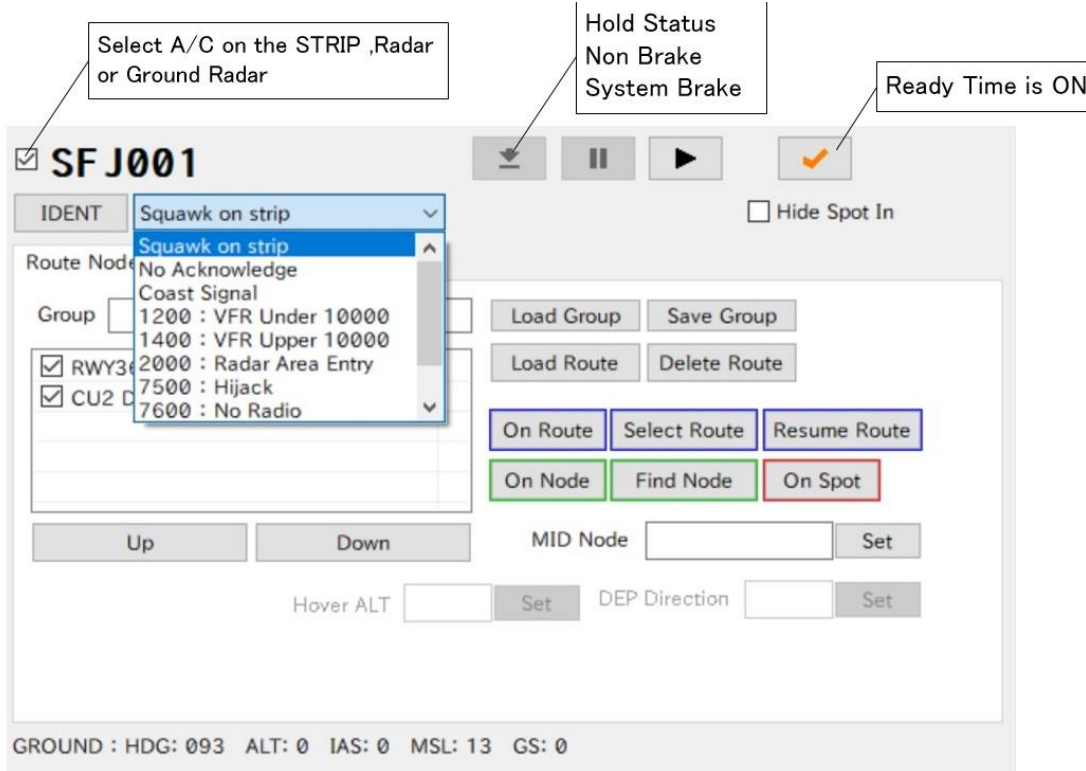 Select A/C on the STRIP ,Radar
or Ground Radar
Hold Status
Non Brake
System Brake
Ready Time is ON
SFJ001
IDENT
Squawk on strip
Hide Spot In
Squawk on strip
No Acknowledge
Coast Signal
1200 : VFR Under 10000
1400 : VFR Upper 10000
2000 : Radar Area Entry
7500 : Hijack
7600 : No Radio
Route Node
Group
Load Group
Save Group
RWY36
Load Route
Delete Route
CU2 D
On Route
Select Route
Resume Route
On Node
Find Node
On Spot
Up
Down
MID Node
Set
Hover ALT
Set
DEP Direction
Set
GROUND : HDG: 093 ALT: 0 IAS: 0 MSL: 13 GS: 0